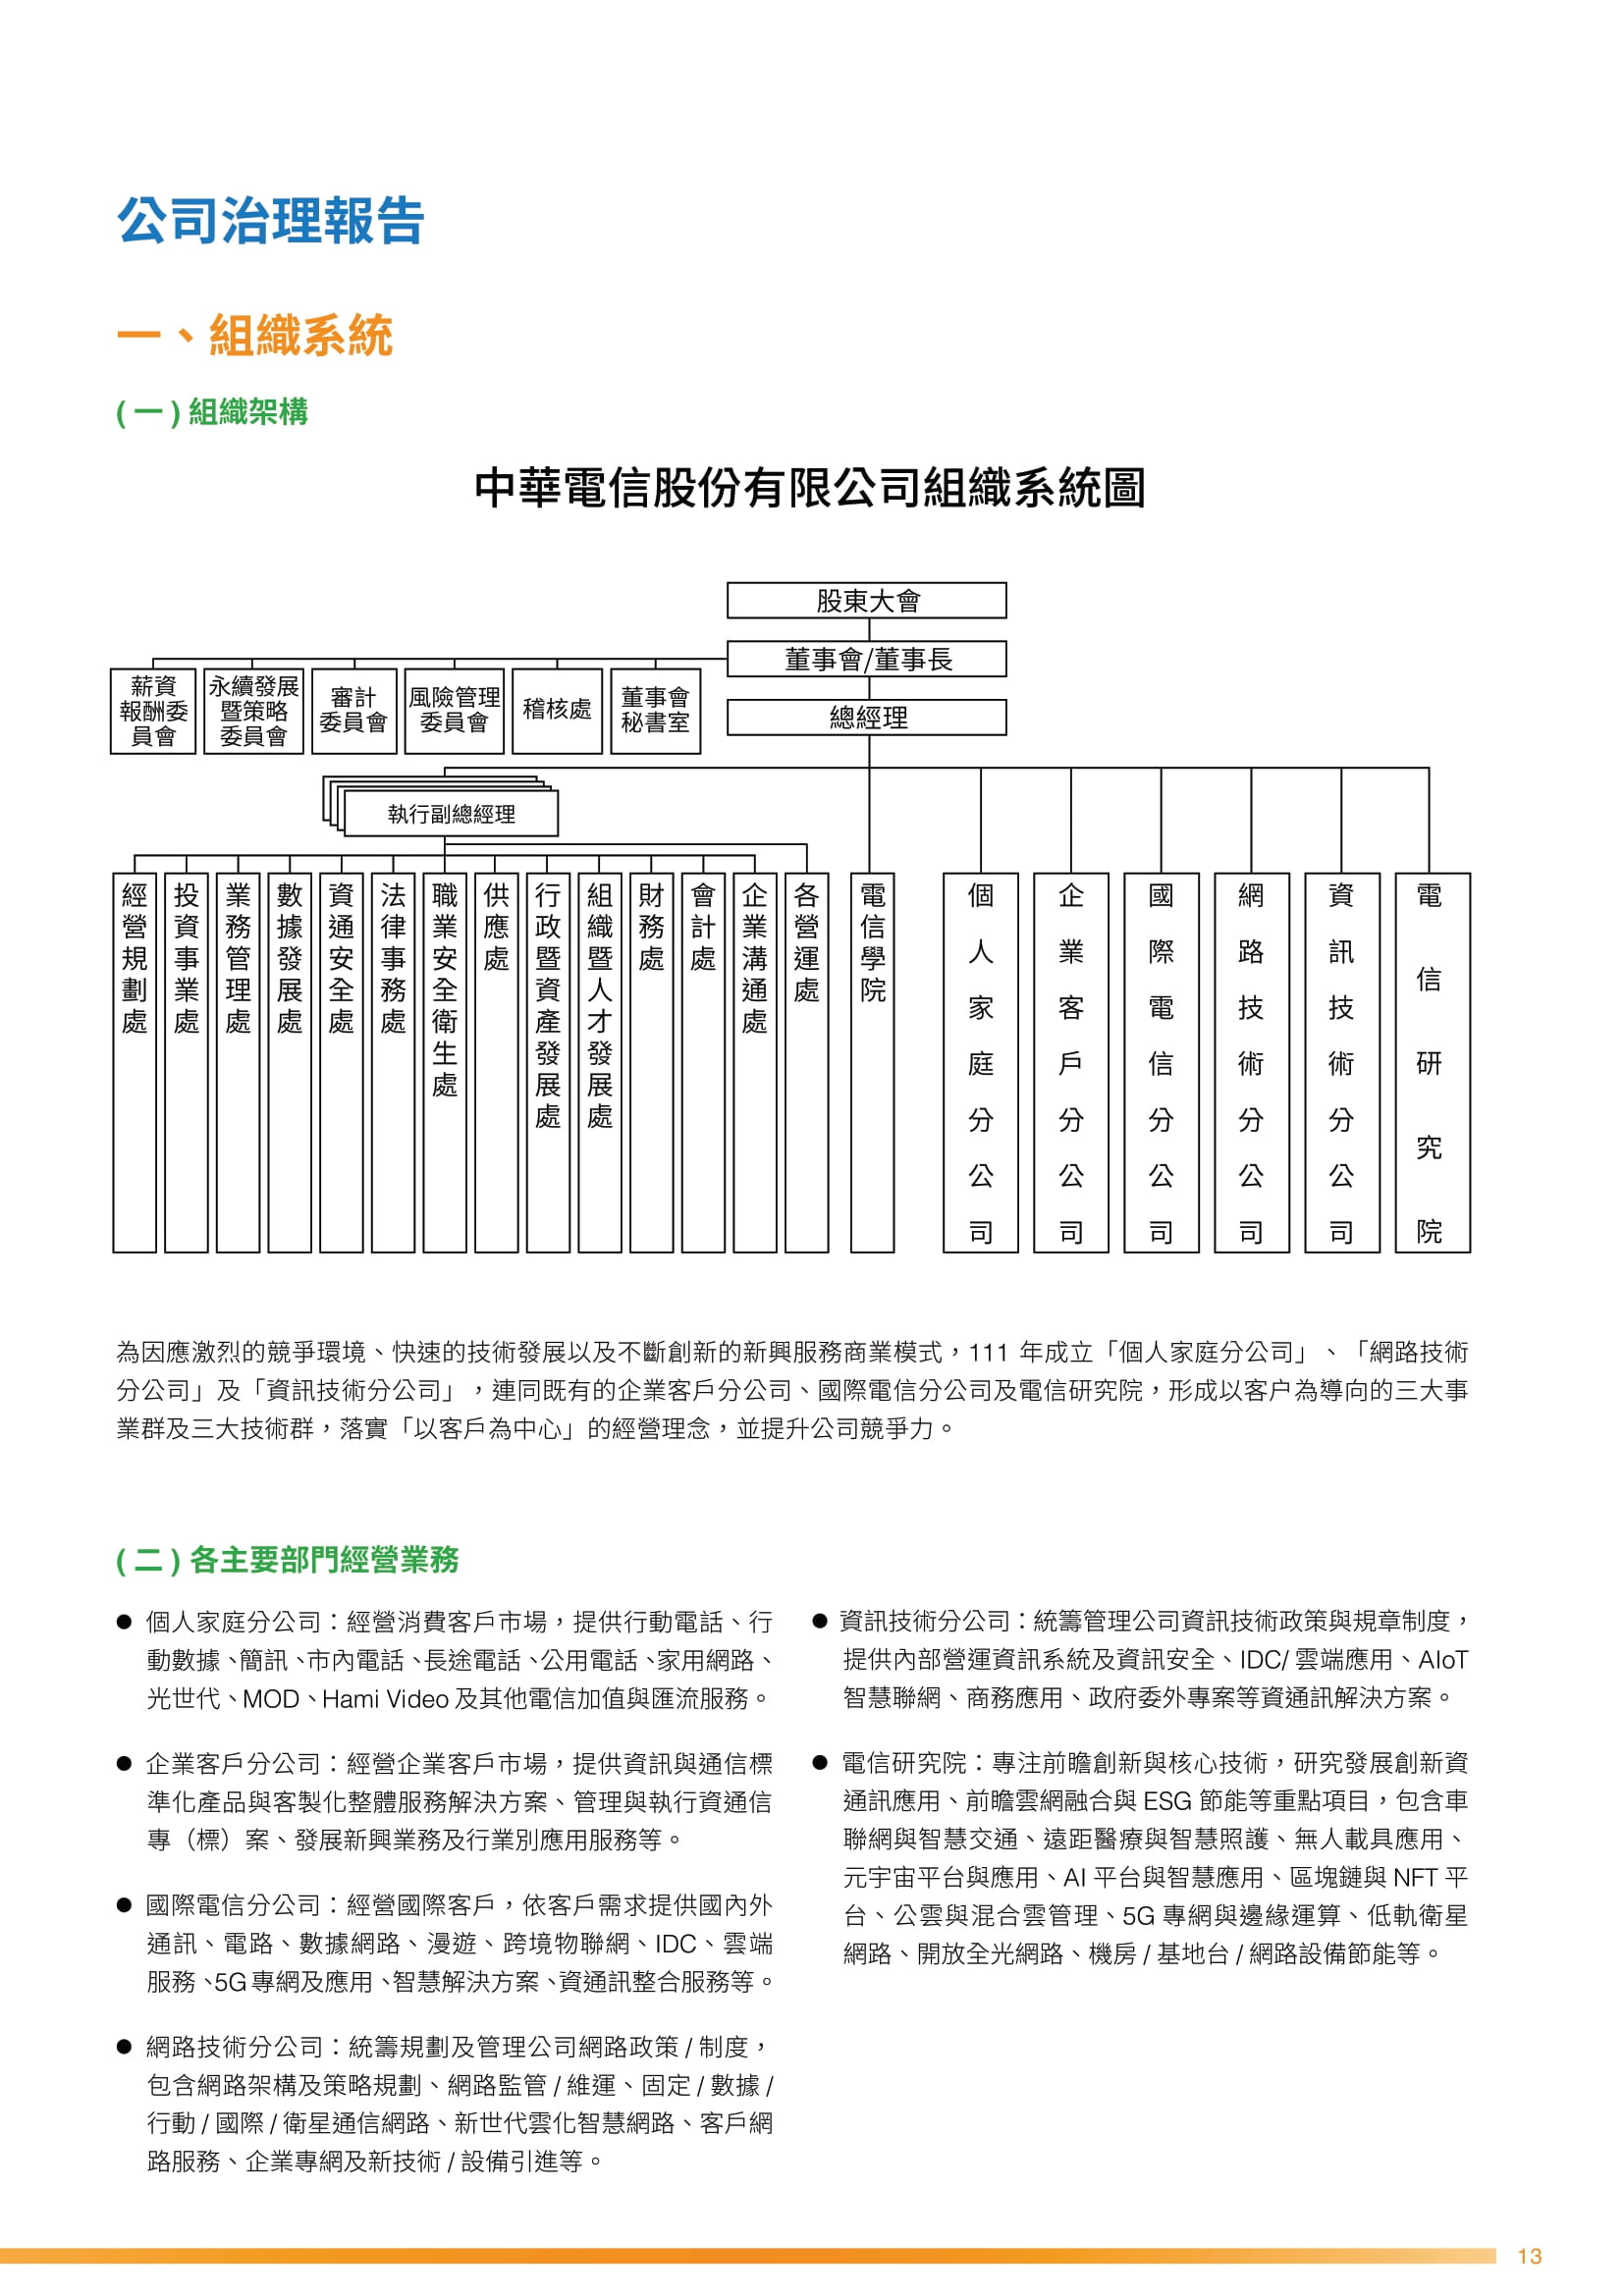 公司治理報告
一、組織系統
(一)組織架構
中華電信股份有限公司組織系統圖
股東大會
董事會/董事長
薪資
報酬委
員會
永續發展
暨策略
委員會
審計
委員會
風險管理
委員會
稽核處
董事會
秘書室
總經理
執行副總經理
經營規劃處
投資事業處
業務管理處
數據發展處
資通安全處
法律事務處
職業安全衛生處
供應處
行政暨資產發展處
組織暨人才發展處
財務處
會計處
企業溝通處
各營運處
電信學院
個人家庭分公司
企業客戶分公司
國際電信分公司
網路技術分公司
資訊技術分公司
電信研究院
為因應激烈的競爭環境、快速的技術發展以及不斷創新的新興服務商業模式，111 年成立「個人家庭分公司」、「網路技術
分公司」及「資訊技術分公司」，連同既有的企業客戶分公司、國際電信分公司及電信研究院，形成以客户為導向的三大事
業群及三大技術群，落實「以客戶為中心」的經營理念，並提升公司競爭力。
(二)各主要部門經營業務
● 個人家庭分公司：經營消費客戶市場，提供行動電話、行
動數據、簡訊、市內電話、長途電話、公用電話、家用網路、
光世代、MOD、Hami Video 及其他電信加值與匯流服務。
● 企業客戶分公司：經營企業客戶市場，提供資訊與通信標
準化產品與客製化整體服務解決方案、管理與執行資通信
專（標）案、發展新興業務及行業別應用服務等。
● 國際電信分公司：經營國際客戶，依客戶需求提供國內外
通訊、電路、數據網路、漫遊、跨境物聯網、IDC、雲端
服務、5G 專網及應用、智慧解決方案、資通訊整合服務等。
● 網路技術分公司：統籌規劃及管理公司網路政策 / 制度，
包含網路架構及策略規劃、網路監管 / 維運、固定 / 數據 /
行動 / 國際 / 衛星通信網路、新世代雲化智慧網路、客戶網
路服務、企業專網及新技術 / 設備引進等。
● 資訊技術分公司：統籌管理公司資訊技術政策與規章制度，
提供內部營運資訊系統及資訊安全、IDC/ 雲端應用、AIoT
智慧聯網、商務應用、政府委外專案等資通訊解決方案。
● 電信研究院：專注前瞻創新與核心技術，研究發展創新資
通訊應用、前瞻雲網融合與 ESG 節能等重點項目，包含車
聯網與智慧交通、遠距醫療與智慧照護、無人載具應用、
元宇宙平台與應用、AI 平台與智慧應用、區塊鏈與 NFT 平
台、公雲與混合雲管理、5G 專網與邊緣運算、低軌衛星
網路、開放全光網路、機房 / 基地台 / 網路設備節能等。
13